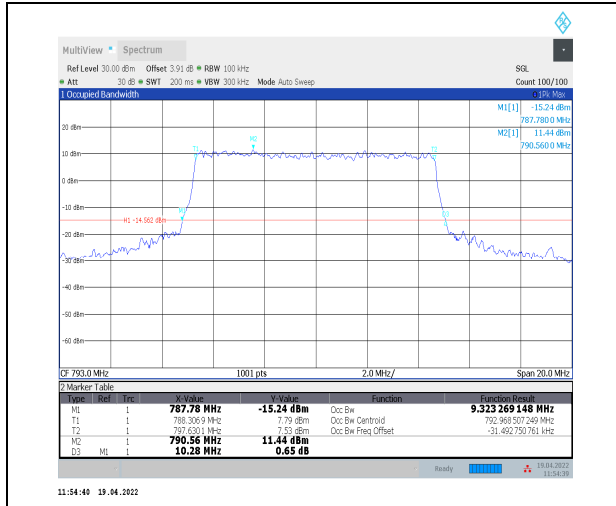 MultiView Spectrum
Ref Level 30.00 dBm Offset 3.91 dB RBW 100 kHz SGL
Att 30 dB SWT 200 ms VBW 300 kHz Mode Auto Sweep Count 100/100
1 Occupied Bandwidth 1Pk Max
M1[1] -15.24 dBm
787.7800 MHz
M2[1] 11.44 dBm
790.5600 MHz
20 dBm
M2
T1 T2
10 dBm
0 dBm
-10 dBm
M1 D3
H1 -14.562 dBm
-20 dBm
-30 dBm
-40 dBm
-50 dBm
-60 dBm
CF 793.0 MHz 1001 pts 2.0 MHz/ Span 20.0 MHz
2 Marker Table
Type Ref Trc X-Value Y-Value Function Function Result
M1 1 787.78 MHz -15.24 dBm Occ Bw 9.323 269 148 MHz
T1 1 788.3069 MHz 7.79 dBm Occ Bw Centroid 792.968 507 249 MHz
T2 1 797.6301 MHz 7.53 dBm Occ Bw Freq Offset -31.492 750 761 kHz
M2 1 790.56 MHz 11.44 dBm
D3 M1 1 10.28 MHz 0.65 dB
Ready 19.04.2022
11:54:39
11:54:40 19.04.2022